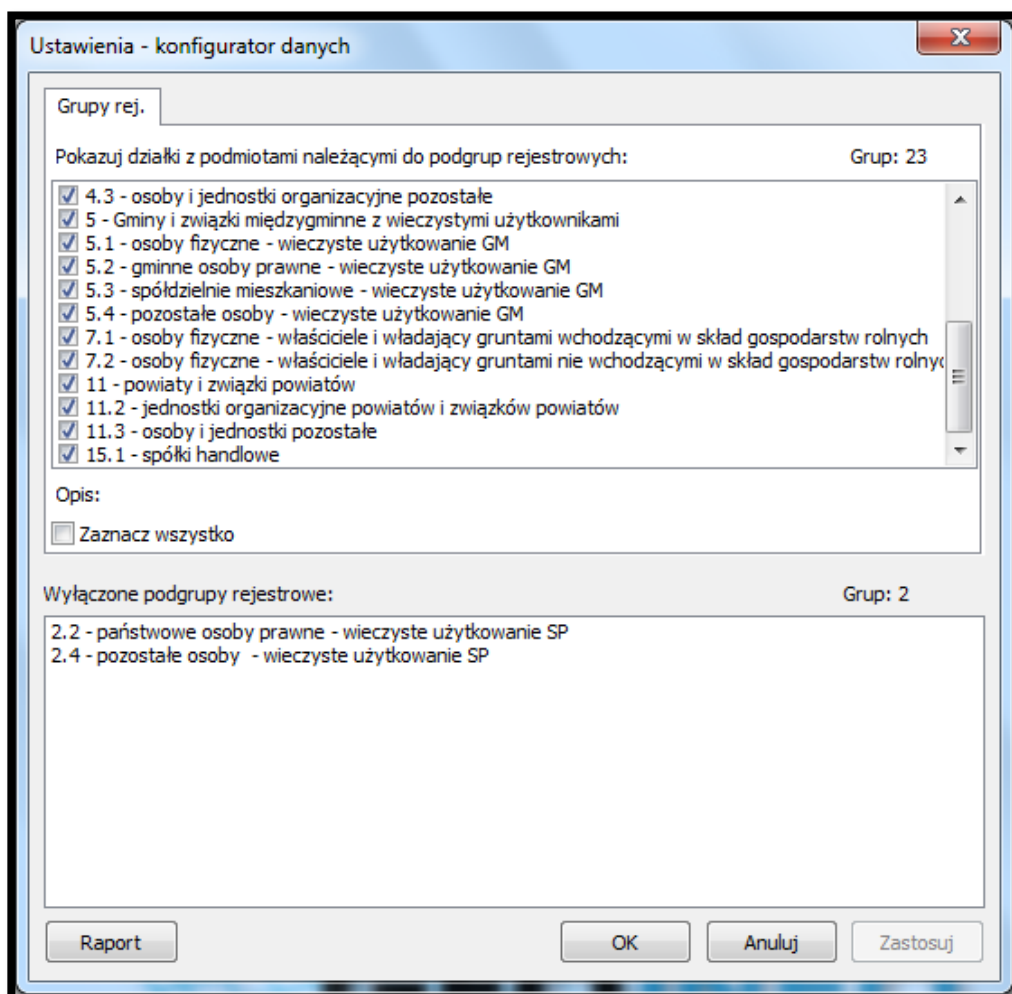 Ustawienia - konfigurator danych
Grupy rej.
Pokazuj działki z podmiotami należącymi do podgrup rejestrowych: Grup: 23
4.3 - osoby i jednostki organizacyjne pozostałe
5 - Gminy i związki międzygminne z wieczystymi użytkownikami
5.1 - osoby fizyczne - wieczyste użytkowanie GM
5.2 - gminne osoby prawne - wieczyste użytkowanie GM
5.3 - spółdzielnie mieszkaniowe - wieczyste użytkowanie GM
5.4 - pozostałe osoby - wieczyste użytkowanie GM
7.1 - osoby fizyczne - właściciele i władający gruntami wchodzącymi w skład gospodarstw rolnych
7.2 - osoby fizyczne - właściciele i władający gruntami nie wchodzącymi w skład gospodarstw rolnyc
11 - powiaty i związki powiatów
11.2 - jednostki organizacyjne powiatów i związków powiatów
11.3 - osoby i jednostki pozostałe
15.1 - spółki handlowe
Opis:
Zaznacz wszystko
Wyłączone podgrupy rejestrowe: Grup: 2
2.2 - państwowe osoby prawne - wieczyste użytkowanie SP
2.4 - pozostałe osoby - wieczyste użytkowanie SP
Raport OK Anuluj Zastosuj